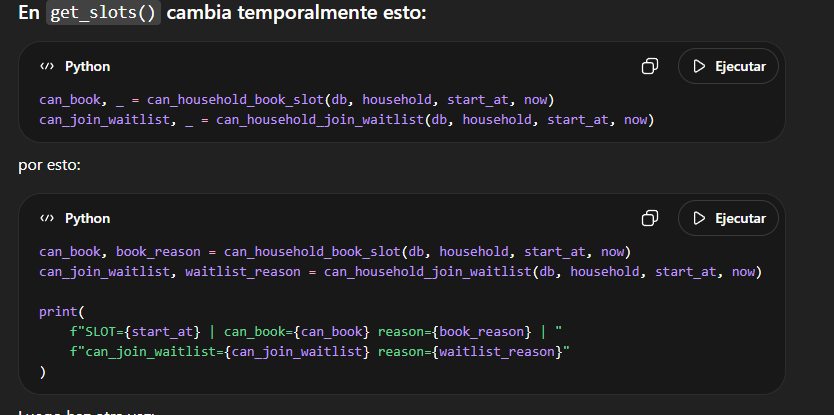 En get_slots() cambia temporalmente esto:
Python
Ejecutar
can_book, _ = can_household_book_slot(db, household, start_at, now)
can_join_waitlist, _ = can_household_join_waitlist(db, household, start_at, now)
por esto:
Python
Ejecutar
can_book, book_reason = can_household_book_slot(db, household, start_at, now)
can_join_waitlist, waitlist_reason = can_household_join_waitlist(db, household, start_at, now)
print(
f"SLOT={start_at} | can_book={can_book} reason={book_reason} | "
f"can_join_waitlist={can_join_waitlist} reason={waitlist_reason}"
)